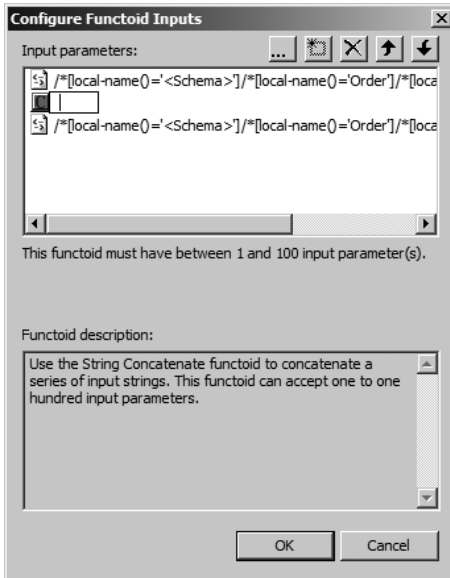 Configure Functoid Inputs
Input parameters:
...
/*[local-name()='<Schema>']/*[local-name()='Order']/*[loca
C
/*[local-name()='<Schema>']/*[local-name()='Order']/*[loca
This functoid must have between 1 and 100 input parameter(s).
Functoid description:
Use the String Concatenate functoid to concatenate a
series of input strings. This functoid can accept one to one
hundred input parameters.
OK Cancel